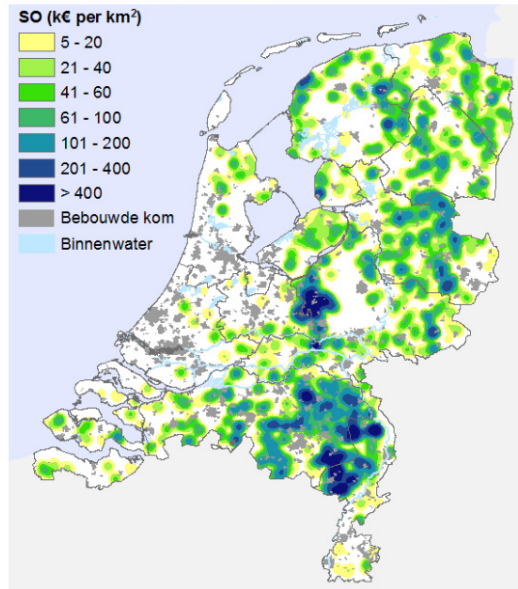 SO (k€ per km²)
5 - 20
21 - 40
41 - 60
61 - 100
101 - 200
201 - 400
> 400
Bebouwde kom
Binnenwater